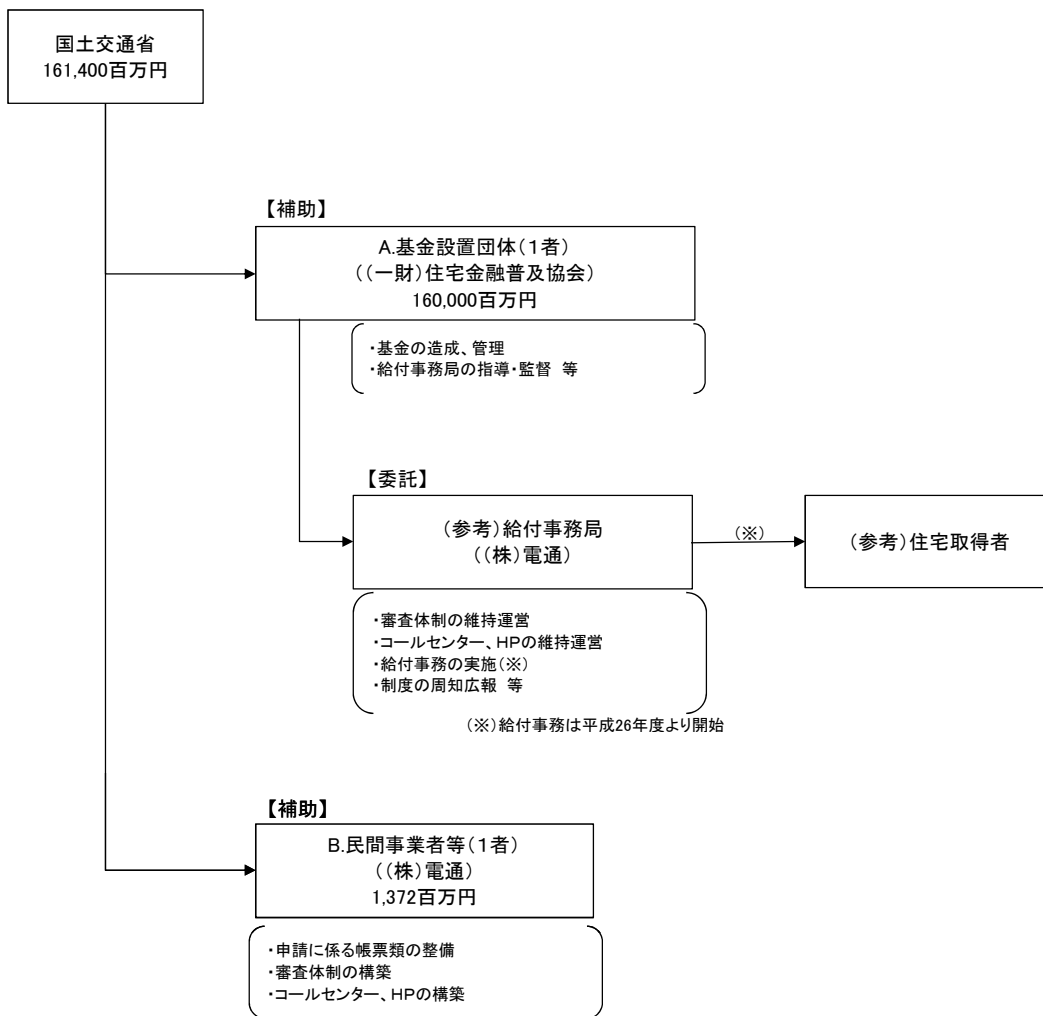 国土交通省
161,400百万円
【補助】
A.基金設置団体(1者)
((一財)住宅金融普及協会)
160,000百万円
・基金の造成、管理
・給付事務局の指導・監督 等
【委託】
(参考)給付事務局
((株)電通)
(※)
(参考)住宅取得者
・審査体制の維持運営
・コールセンター、HPの維持運営
・給付事務の実施(※)
・制度の周知広報 等
(※)給付事務は平成26年度より開始
【補助】
B.民間事業者等(1者)
((株)電通)
1,372百万円
・申請に係る帳票類の整備
・審査体制の構築
・コールセンター、HPの構築